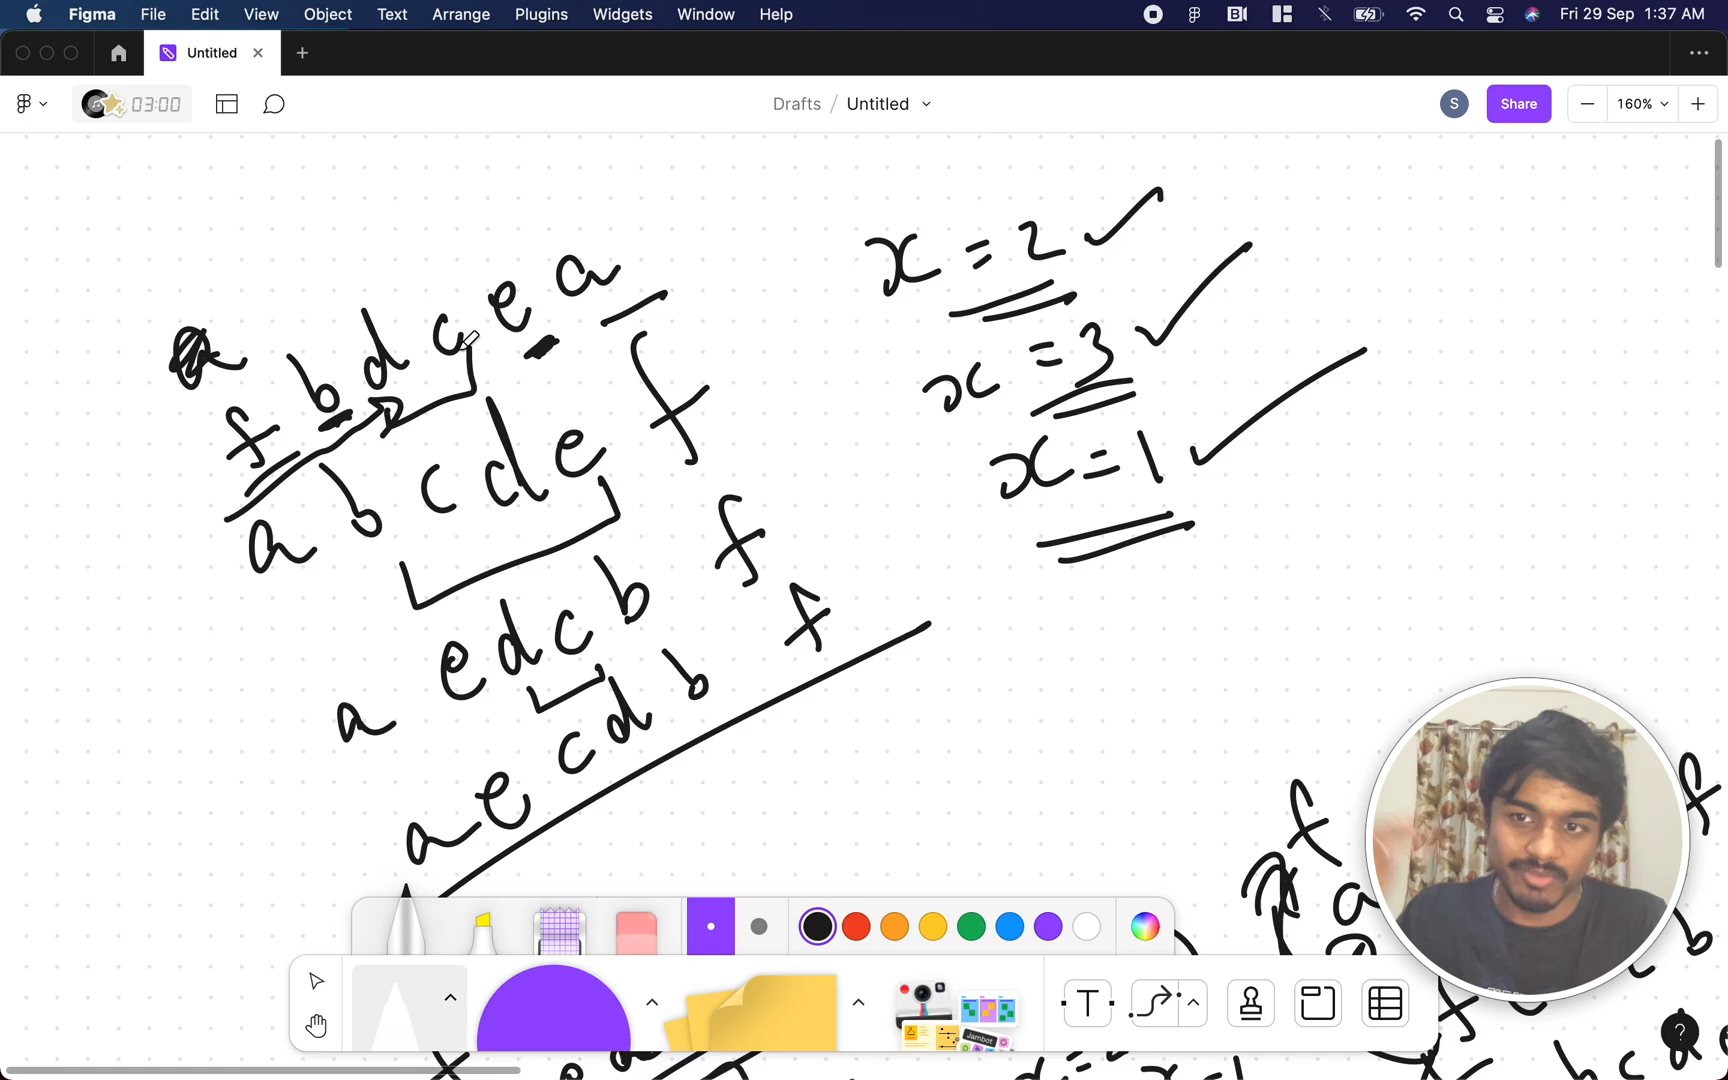 Figma File Edit View Object Text Arrange Plugins Widgets Window Help Fri 29 Sep 1:37 AM
Untitled
03:00 Drafts / Untitled S Share 160%
f b d c e a
a b c d e f
a e d c b f
a e c d b f
x = 2
x = 3
x = 1
f
f
a
b
T
Jambot
?
b c